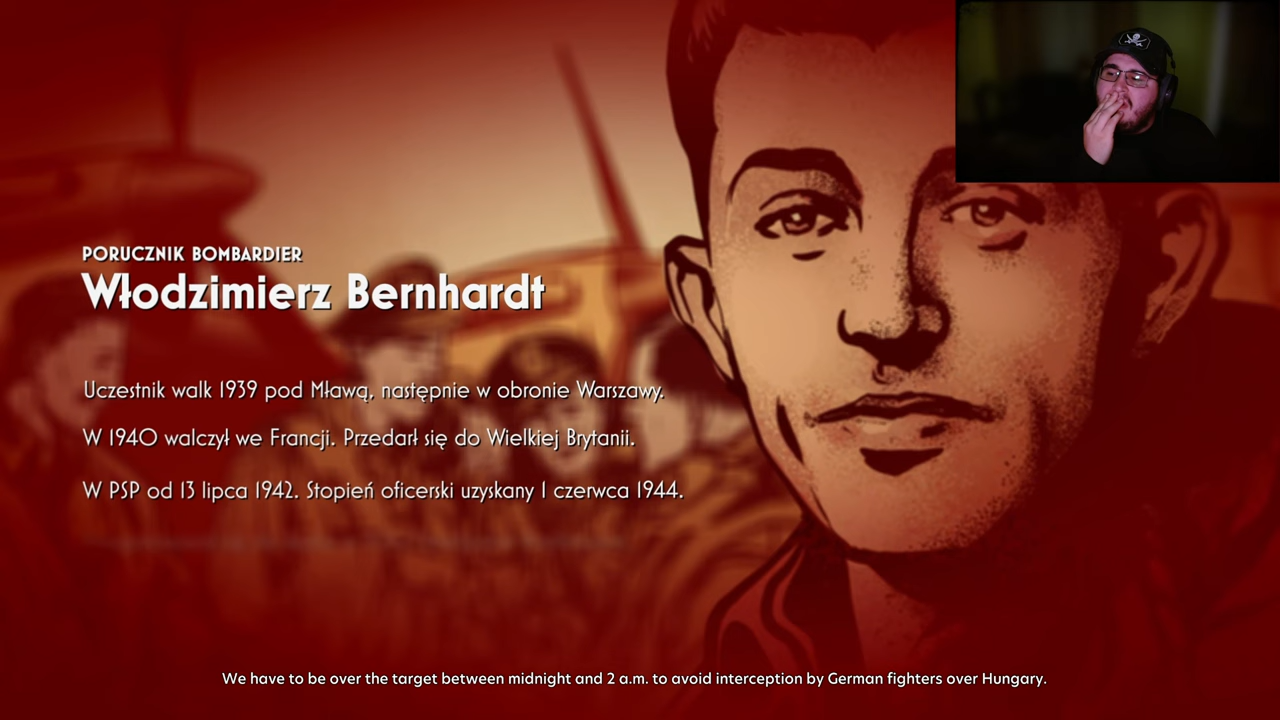 PORUCZNIK BOMBARDIER
Włodzimierz Bernhardt
Uczestnik walk 1939 pod Mławą, następnie w obronie Warszawy.
W 1940 walczył we Francji. Przedarł się do Wielkiej Brytanii.
W PSP od 13 lipca 1942. Stopień oficerski uzyskany 1 czerwca 1944.
We have to be over the target between midnight and 2 a.m. to avoid interception by German fighters over Hungary.